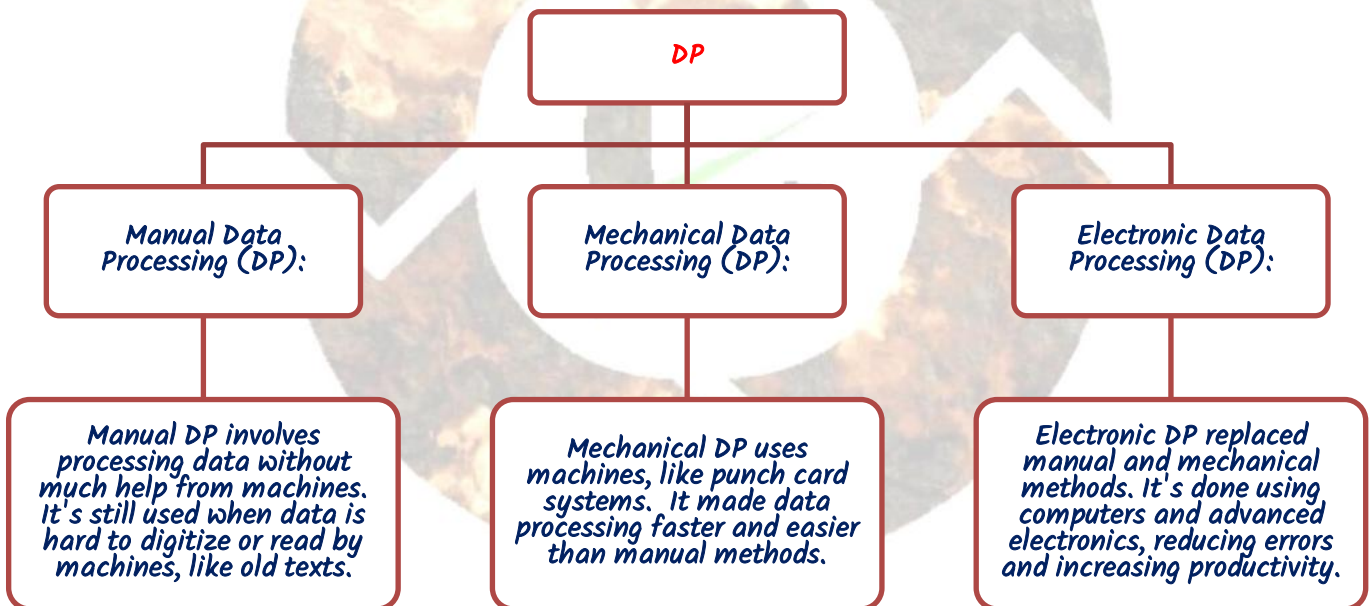 DP
Manual Data
Processing (DP):
Mechanical Data
Processing (DP):
Electronic Data
Processing (DP):
Manual DP involves
processing data without
much help from machines.
It's still used when data is
hard to digitize or read by
machines, like old texts.
Mechanical DP uses
machines, like punch card
systems.  It made data
processing faster and easier
than manual methods.
Electronic DP replaced
manual and mechanical
methods. It's done using
computers and advanced
electronics, reducing errors
and increasing productivity.